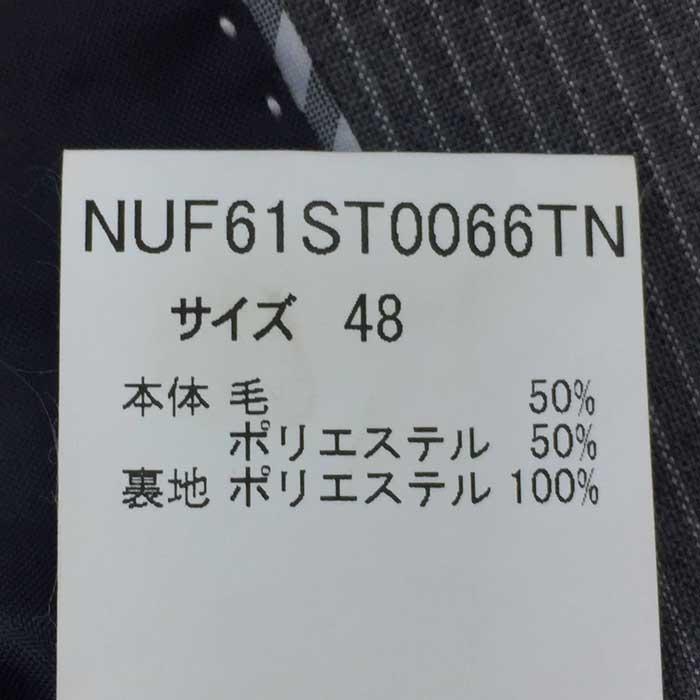 NUF61ST0066TN
サイズ 48
本体 毛 50%
ポリエステル 50%
裏地 ポリエステル 100%